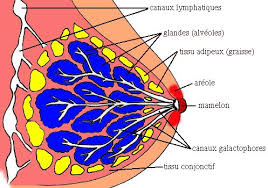 canaux lymphatiques
glandes (alvéoles)
tissu adipeux (graisse)
aréole
mamelon
canaux galactophores
tissu conjonctif